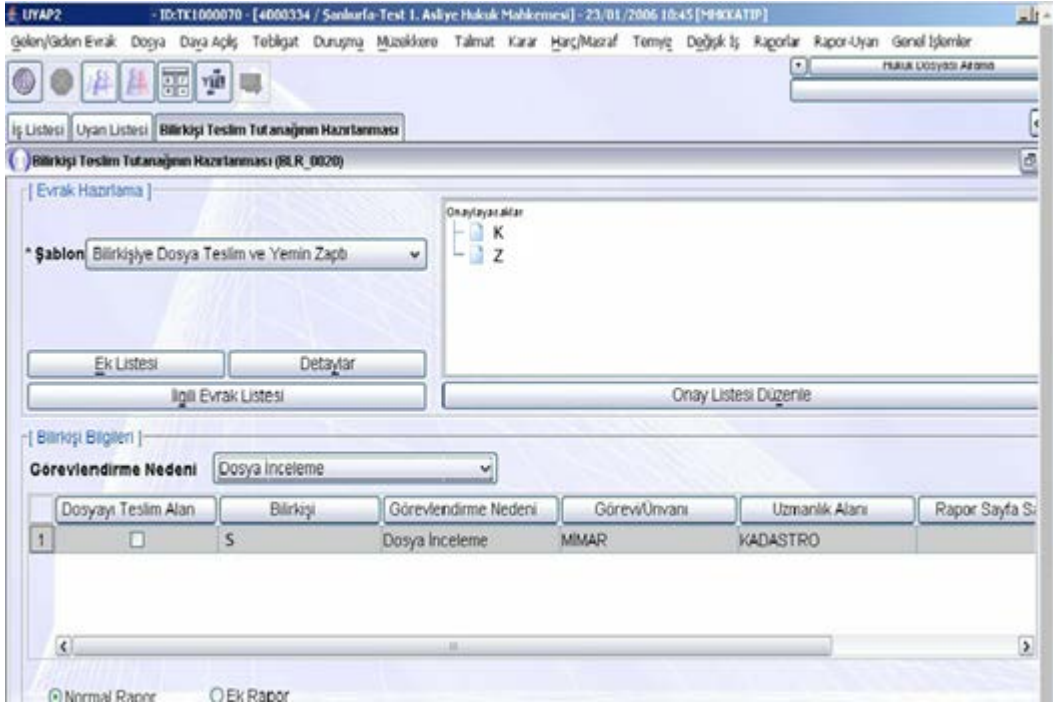 UYAP2 - ID:TK1000070 - [4000334 / Şanlıurfa-Test 1. Asliye Hukuk Mahkemesi] - 23/01/2006 10:45 [MHKKATIP]
Gelen/Giden Evrak Dosya Dava Açılış Tebligat Duruşma Müzekkere Talimat Karar Harç/Masraf Temyiz Değişik İş Raporlar Rapor-Uyarı Genel İşlemler
Hukuk Dosyası Arama
İş Listesi Uyarı Listesi Bilirkişi Teslim Tutanağının Hazırlanması
Bilirkişi Teslim Tutanağının Hazırlanması (BLR_0020)
[ Evrak Hazırlama ]
Onaylayacaklar
K
* Şablon Bilirkişiye Dosya Teslim ve Yemin Zaptı
Z
Ek Listesi Detaylar
İlgili Evrak Listesi Onay Listesi Düzenle
[ Bilirkişi Bilgileri ]
Görevlendirme Nedeni Dosya İnceleme
Dosyayı Teslim Alan Bilirkişi Görevlendirme Nedeni Görevi/Ünvanı Uzmanlık Alanı Rapor Sayfa Sa
1 S Dosya İnceleme MİMAR KADASTRO
Normal Rapor Ek Rapor